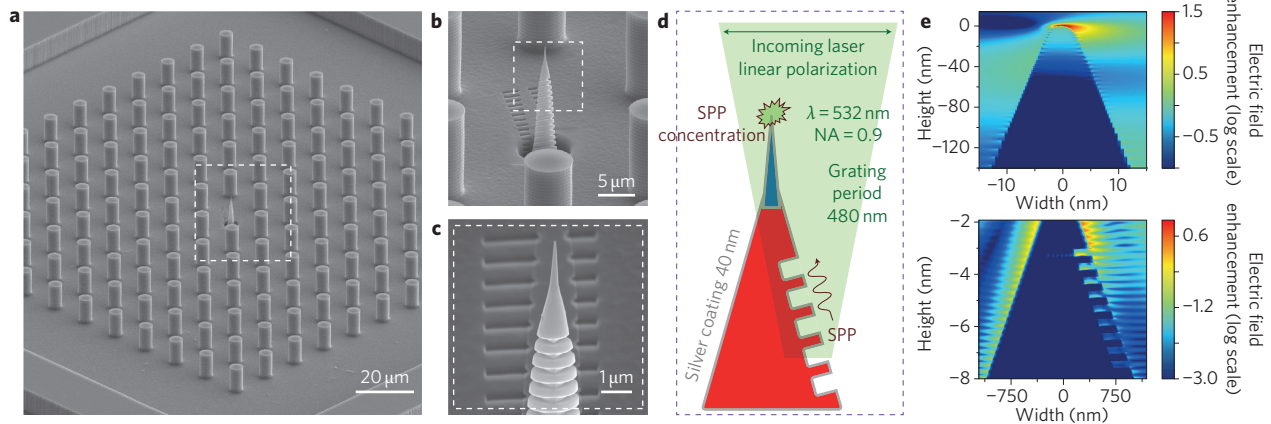 a
20 μm
b
5 μm
c
1 μm
d
Incoming laser
linear polarization
SPP
concentration
λ = 532 nm
NA = 0.9
Grating
period
480 nm
Silver coating 40 nm
SPP
e
0
−40
−80
−120
Height (nm)
−10
0
10
Width (nm)
1.5
0.5
−0.5
Electric field
enhancement (log scale)
−2
−4
−6
−8
Height (nm)
−750
0
750
Width (nm)
0.6
−1.2
−3.0
Electric field
enhancement (log scale)